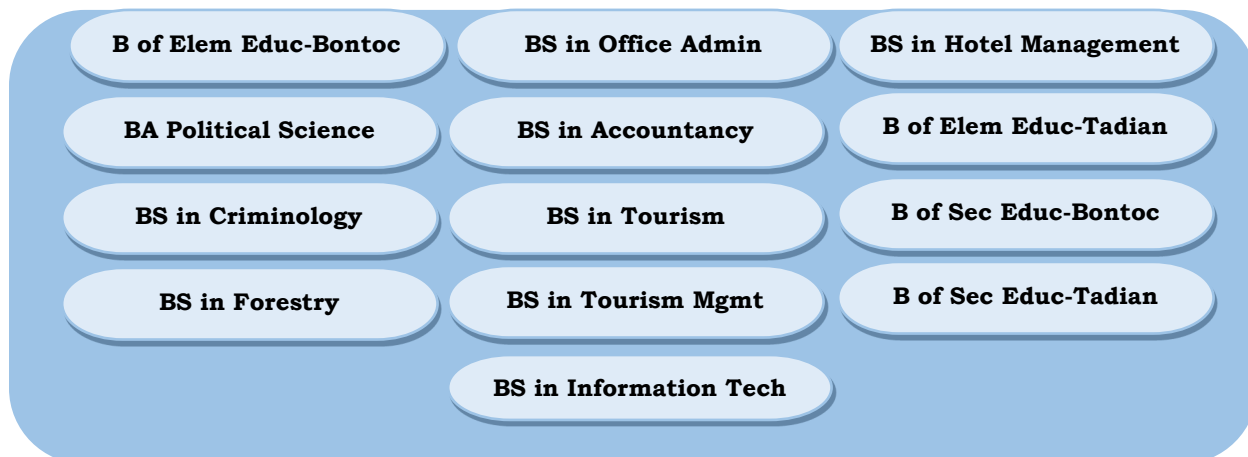 B of Elem Educ-Bontoc
BS in Office Admin
BS in Hotel Management
BA Political Science
BS in Accountancy
B of Elem Educ-Tadian
BS in Criminology
BS in Tourism
B of Sec Educ-Bontoc
BS in Forestry
BS in Tourism Mgmt
B of Sec Educ-Tadian
BS in Information Tech